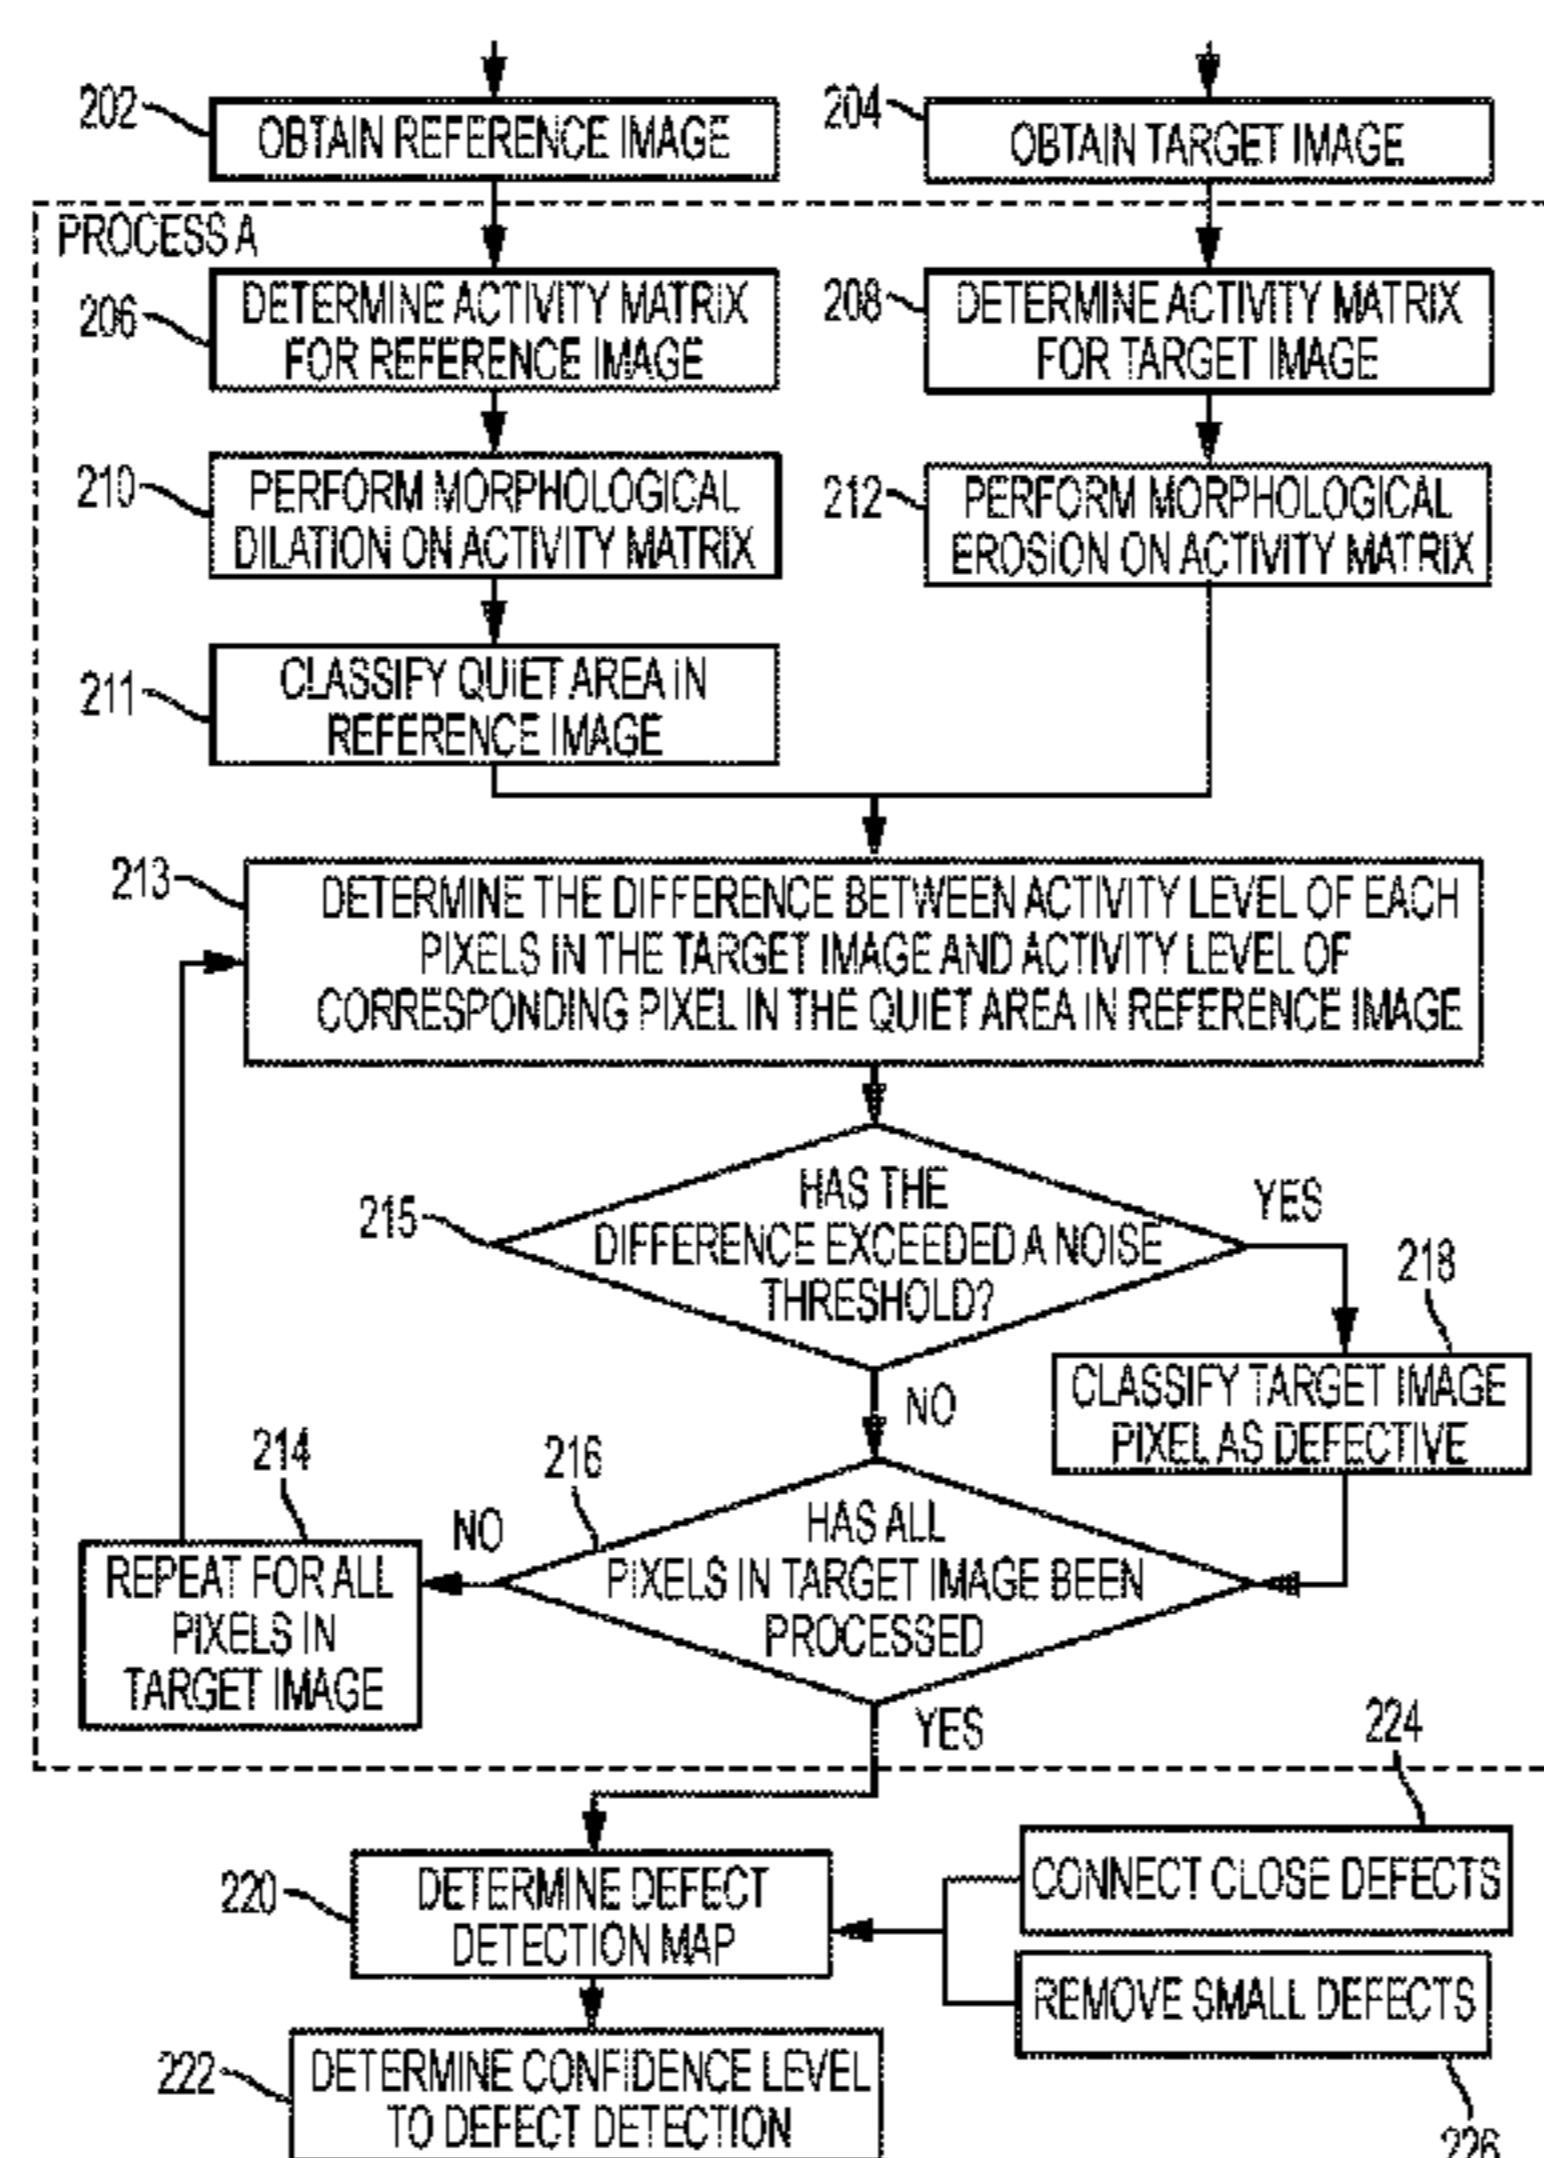 202
OBTAIN REFERENCE IMAGE
204
OBTAIN TARGET IMAGE
PROCESS A
206
DETERMINE ACTIVITY MATRIX
FOR REFERENCE IMAGE
208
DETERMINE ACTIVITY MATRIX
FOR TARGET IMAGE
210
PERFORM MORPHOLOGICAL
DILATION ON ACTIVITY MATRIX
212
PERFORM MORPHOLOGICAL
EROSION ON ACTIVITY MATRIX
211
CLASSIFY QUIET AREA IN
REFERENCE IMAGE
213
DETERMINE THE DIFFERENCE BETWEEN ACTIVITY LEVEL OF EACH
PIXELS IN THE TARGET IMAGE AND ACTIVITY LEVEL OF
CORRESPONDING PIXEL IN THE QUIET AREA IN REFERENCE IMAGE
215
HAS THE
DIFFERENCE EXCEEDED A NOISE
THRESHOLD?
YES
218
CLASSIFY TARGET IMAGE
PIXEL AS DEFECTIVE
NO
216
HAS ALL
PIXELS IN TARGET IMAGE BEEN
PROCESSED
NO
214
REPEAT FOR ALL
PIXELS IN
TARGET IMAGE
YES
224
CONNECT CLOSE DEFECTS
220
DETERMINE DEFECT
DETECTION MAP
REMOVE SMALL DEFECTS
226
222
DETERMINE CONFIDENCE LEVEL
TO DEFECT DETECTION